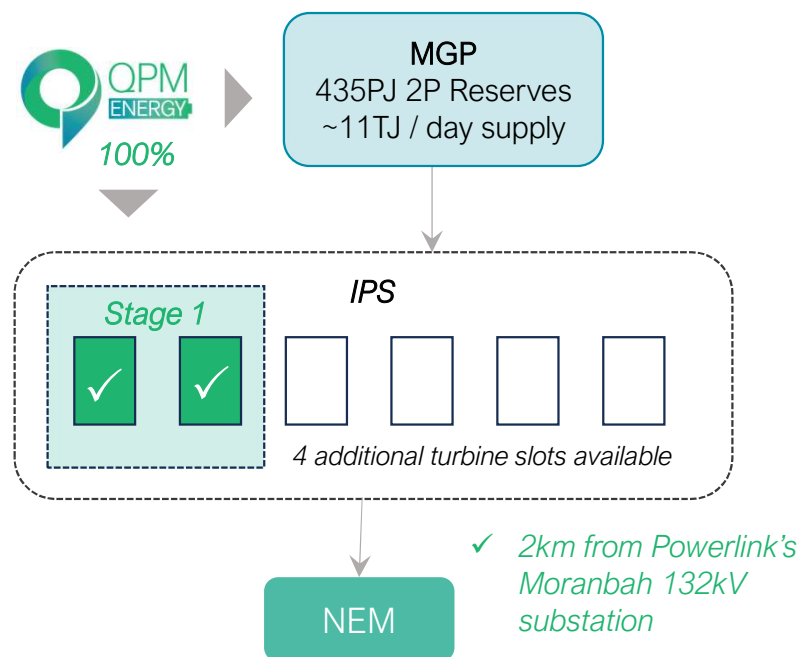 QPM
ENERGY
100%
MGP
435PJ 2P Reserves
~11TJ / day supply
IPS
Stage 1
✓ ✓
4 additional turbine slots available
✓ 2km from Powerlink's
Moranbah 132kV
substation
NEM